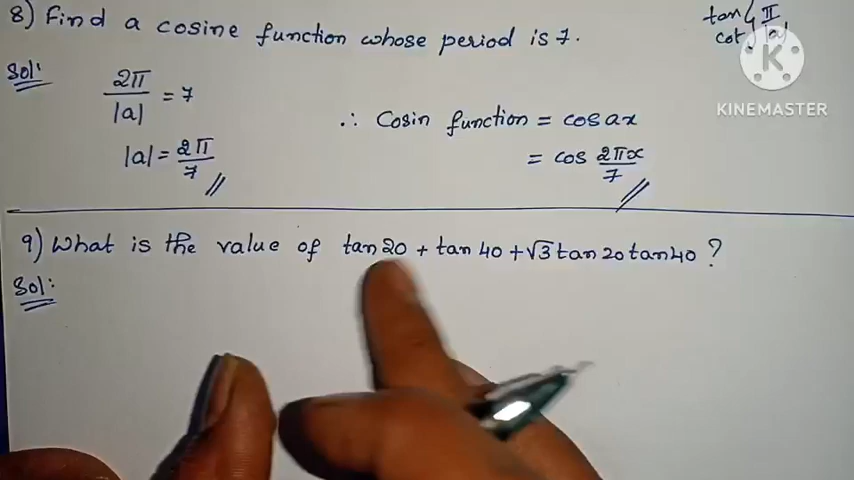 8) Find a cosine function whose period is 7.
tan
cot } π/|a|
Sol:
2π/|a| = 7
∴ Cosin function = cos ax
|a| = 2π/7
= cos 2πx/7
9) What is the value of tan 20 + tan 40 + √3 tan 20 tan 40 ?
Sol:
KINEMASTER